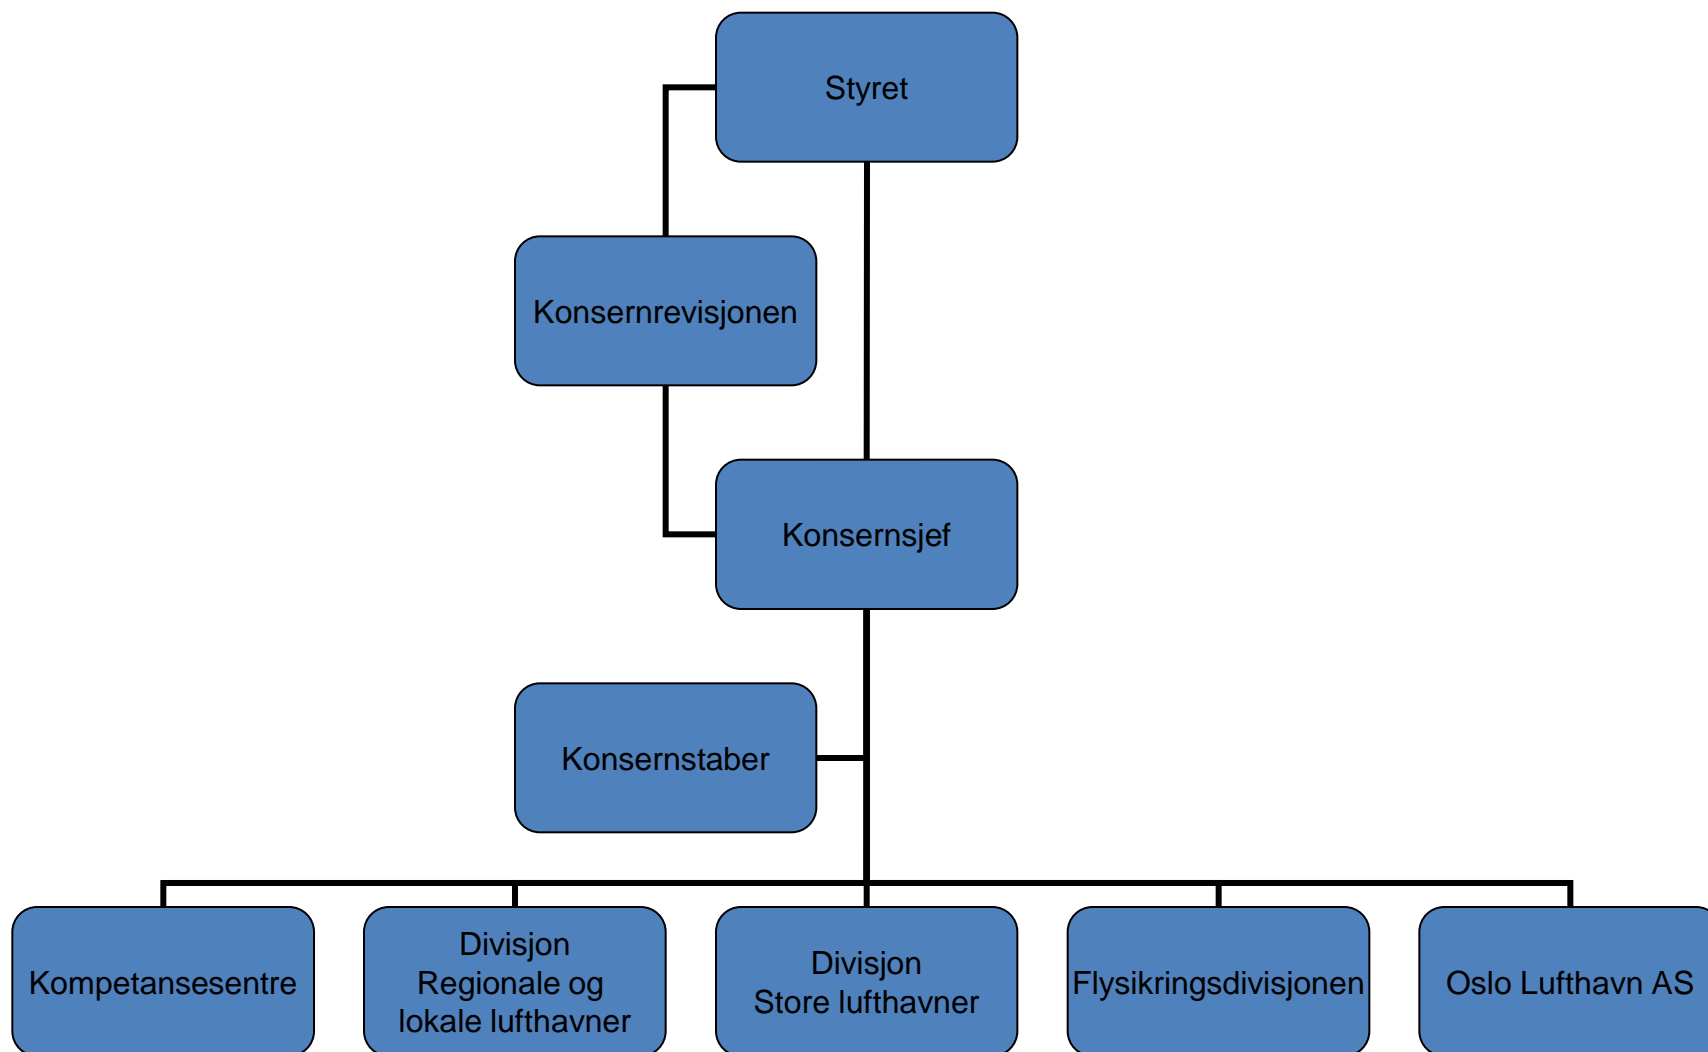 Styret
Konsernrevisjonen
Konsernsjef
Konsernstaber
Kompetansesentre
Divisjon
Regionale og
lokale lufthavner
Divisjon
Store lufthavner
Flysikringsdivisjonen
Oslo Lufthavn AS